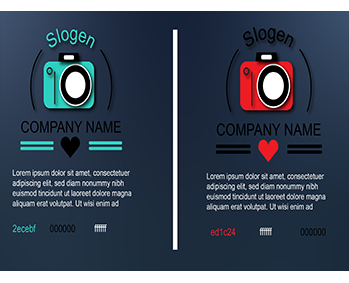 Slogen
COMPANY NAME
Lorem ipsum dolor sit amet, consectetuer
adipiscing elit, sed diam nonummy nibh
euismod tincidunt ut laoreet dolore magna
aliquam erat volutpat. Ut wisi enim ad
2ecebf 000000 ffffff
Slogen
COMPANY NAME
Lorem ipsum dolor sit amet, consectetuer
adipiscing elit, sed diam nonummy nibh
euismod tincidunt ut laoreet dolore magna
aliquam erat volutpat. Ut wisi enim ad
ed1c24 ffffff 000000